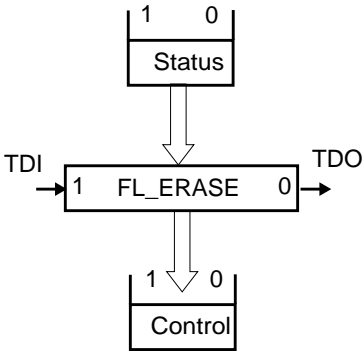 1 0
Status
TDI
TDO
1 FL_ERASE 0
1 0
Control